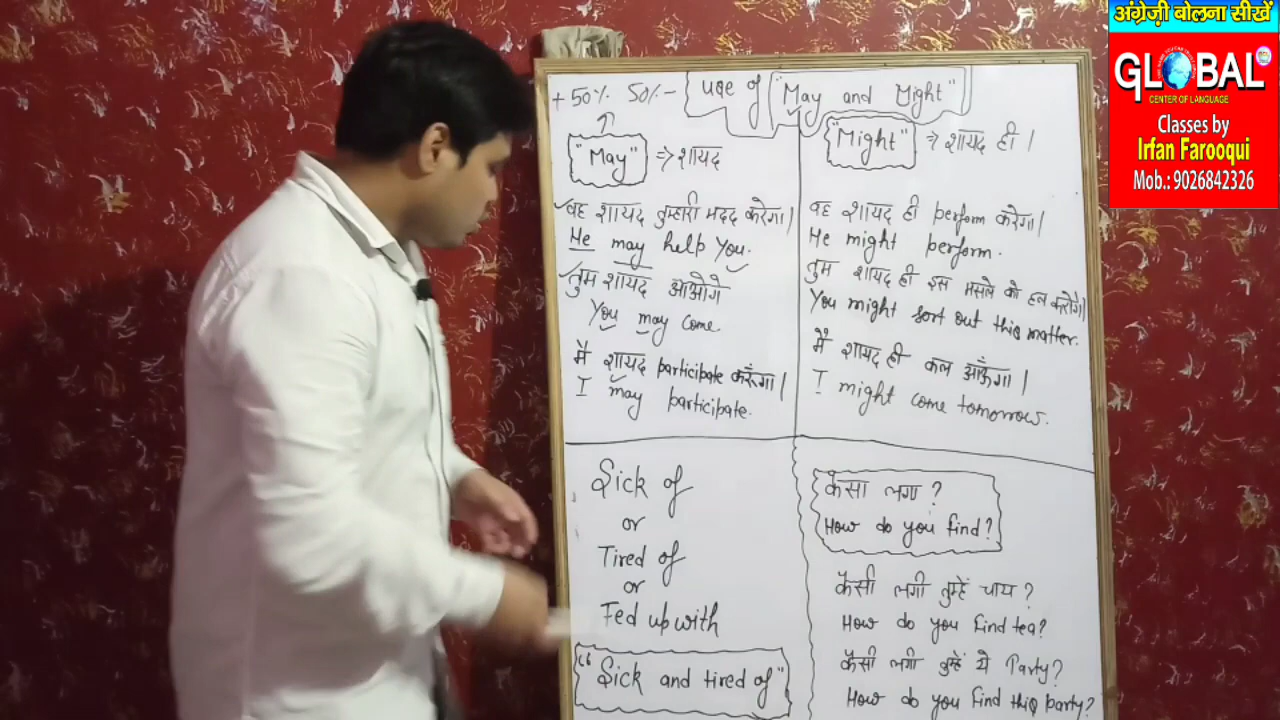 +50% 50%- use of "May and Might"
"May" => शायद
वह शायद तुम्हारी मदद करेगा।
He may help you.
तुम शायद आओगे
You may come
मै शायद participate करूँगा।
I may participate.
"Might" => शायद ही।
वह शायद ही perform करेगा।
He might perform.
तुम शायद ही इस मसले को हल करोगे।
You might sort out this matter.
मै शायद ही कल आऊँगा।
I might come tomorrow.
Sick of
or
Tired of
or
Fed up with
"Sick and tired of"
कैसा लगा?
How do you find?
कैसी लगी तुम्हें चाय?
How do you find tea?
कैसी लगी तुम्हें ये Party?
How do you find this party?
अंग्रेज़ी बोलना सीखें
GLOBAL
CENTER OF LANGUAGE
Classes by
Irfan Farooqui
Mob.: 9026842326